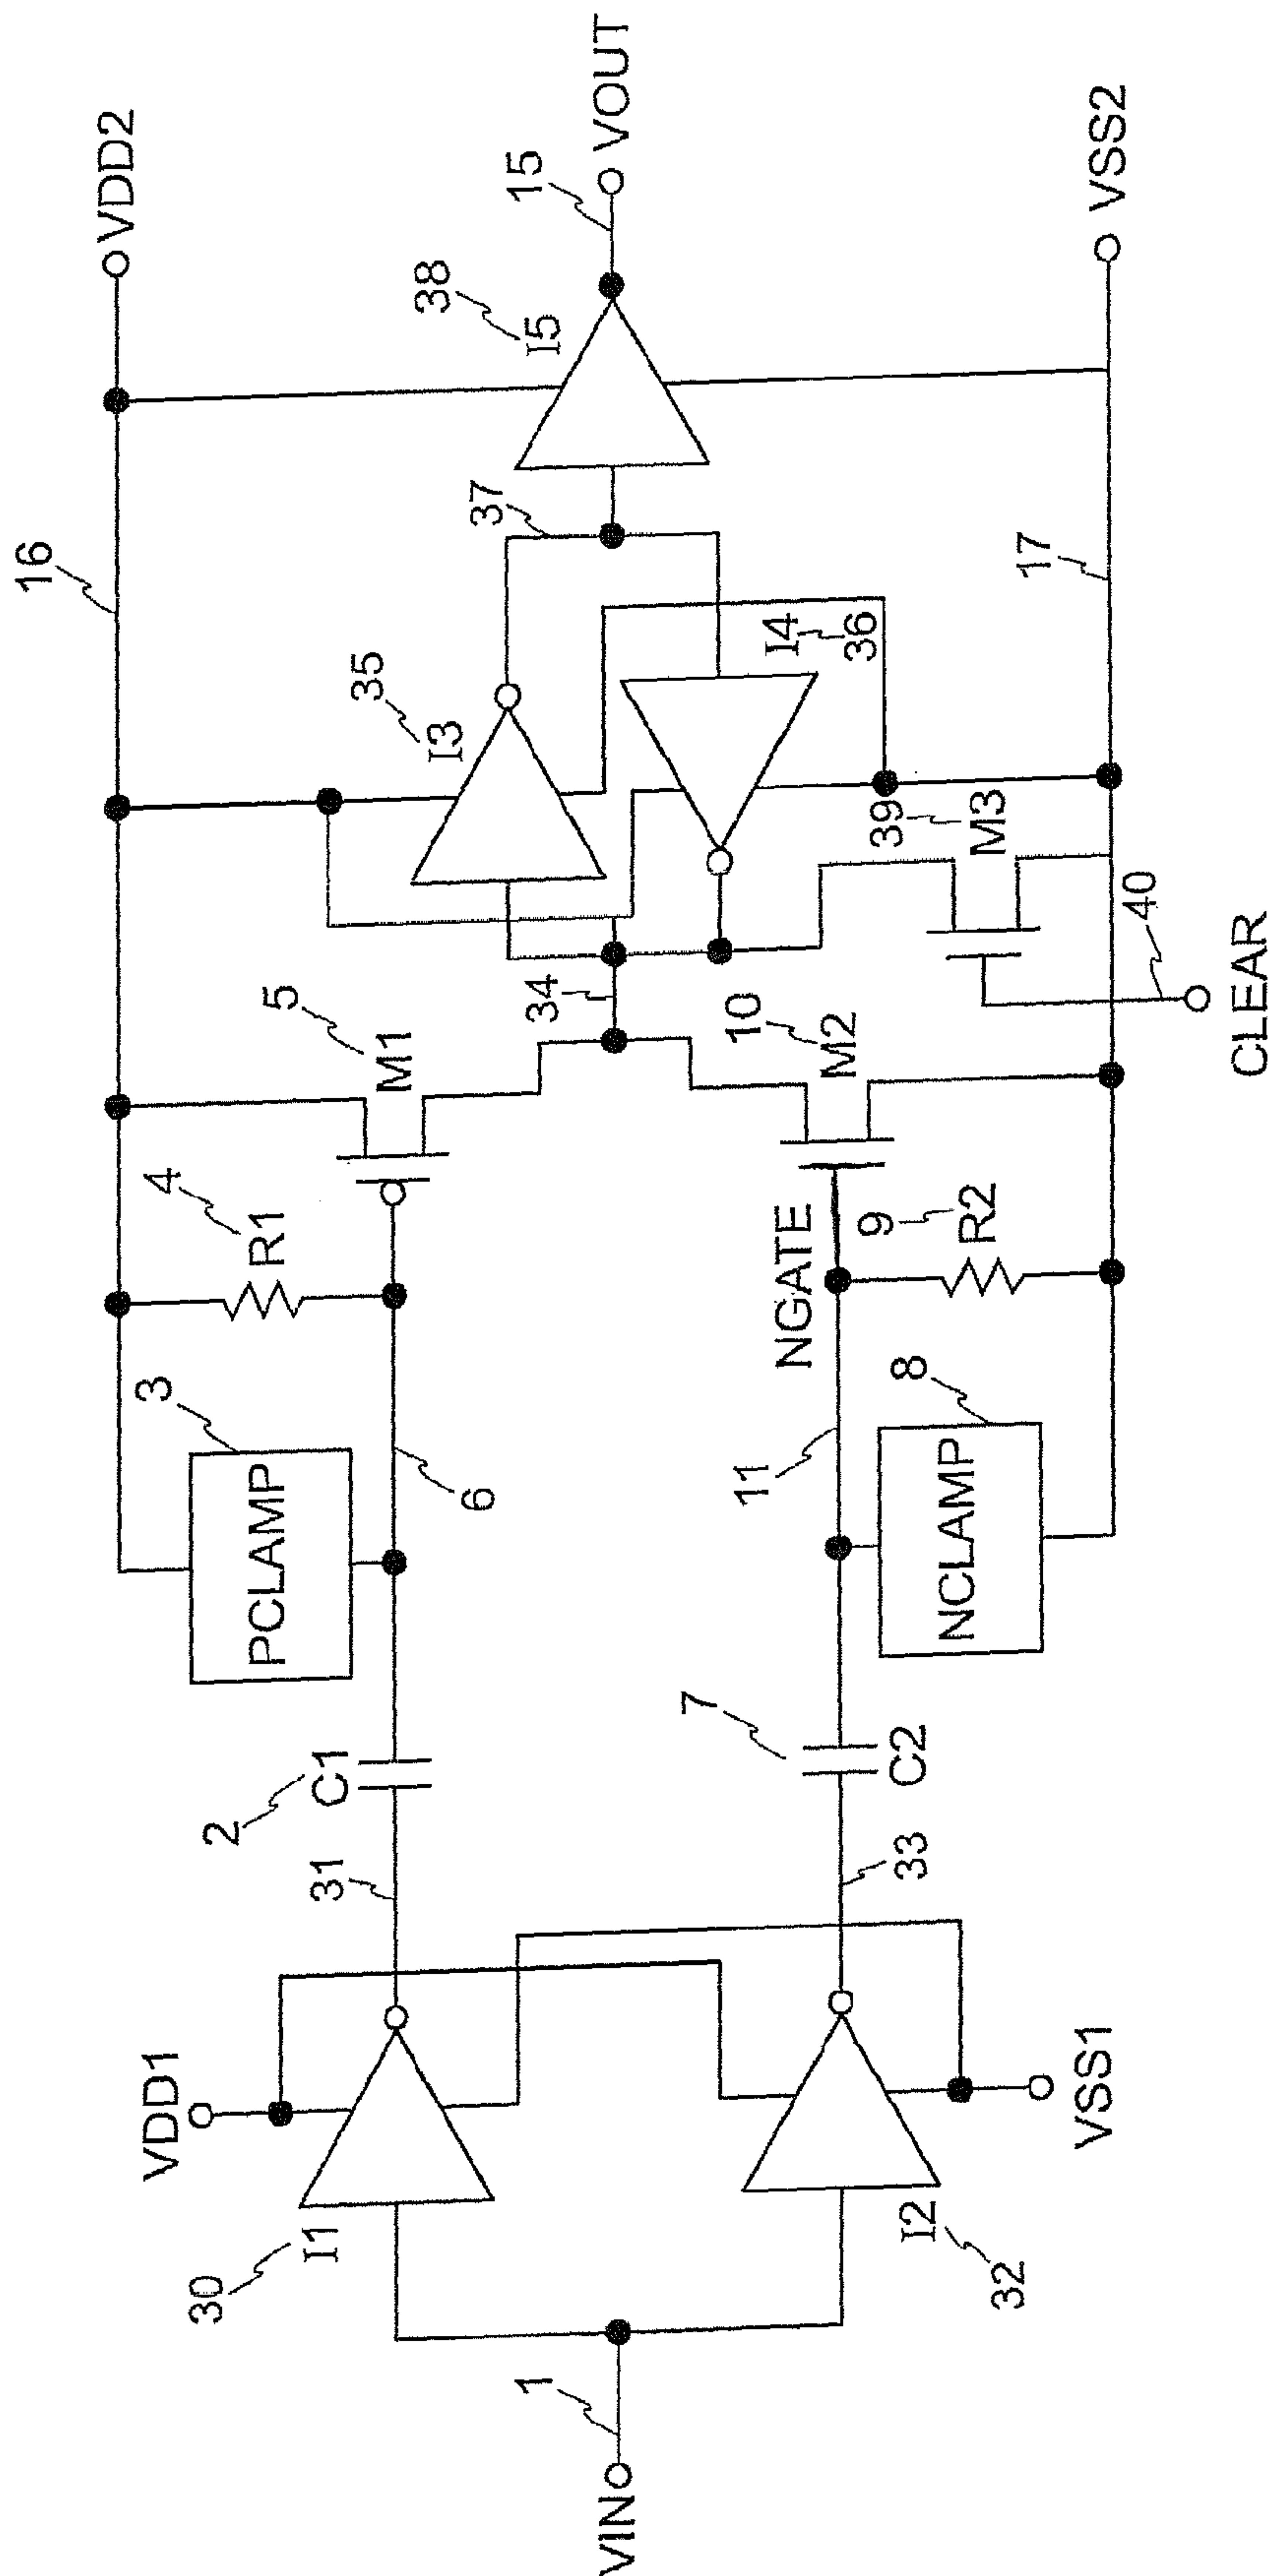 VIN
1
30
I1
I2
32
VDD1
VSS1
31
33
2
C1
7
C2
PCLAMP
3
6
NCLAMP
8
11
4
R1
NGATE
9
R2
5
M1
10
M2
34
CLEAR
40
39
M3
35
I3
I4
36
16
37
17
38
I5
15
VDD2
VOUT
VSS2